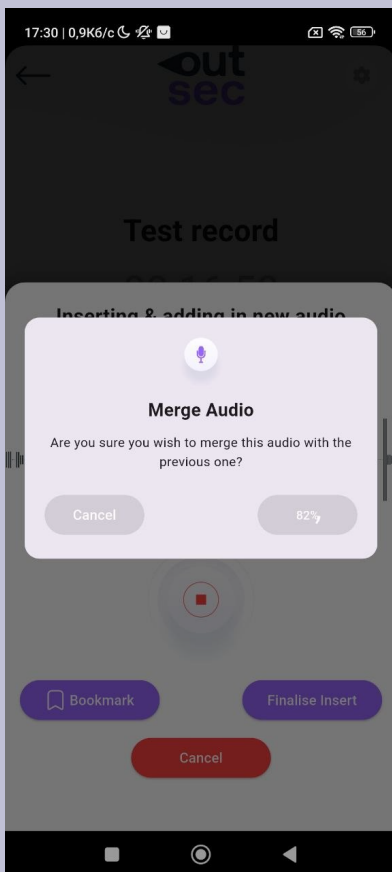 17:30 | 0,9Кб/с
56
out
sec
Test record
Inserting & adding in new audio
Merge Audio
Are you sure you wish to merge this audio with the
previous one?
Cancel
82%
Bookmark
Finalise Insert
Cancel